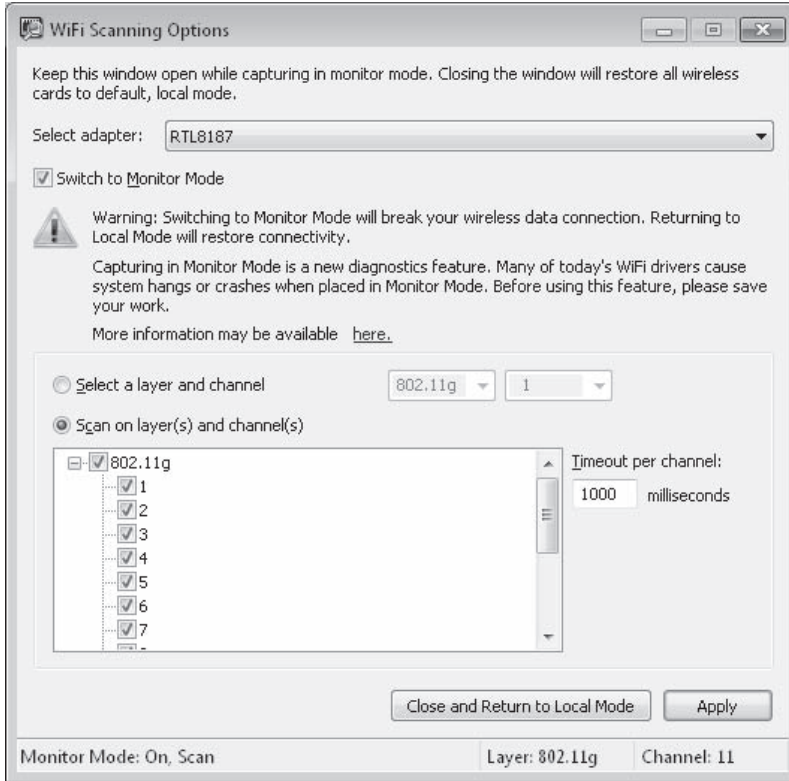 WiFi Scanning Options
Keep this window open while capturing in monitor mode. Closing the window will restore all wireless
cards to default, local mode.
Select adapter: RTL8187
Switch to Monitor Mode
Warning: Switching to Monitor Mode will break your wireless data connection. Returning to
Local Mode will restore connectivity.
Capturing in Monitor Mode is a new diagnostics feature. Many of today's WiFi drivers cause
system hangs or crashes when placed in Monitor Mode. Before using this feature, please save
your work.
More information may be available here.
Select a layer and channel 802.11g 1
Scan on layer(s) and channel(s)
802.11g
Timeout per channel:
1
1000 milliseconds
2
3
4
5
6
7
Close and Return to Local Mode Apply
Monitor Mode: On, Scan Layer: 802.11g Channel: 11